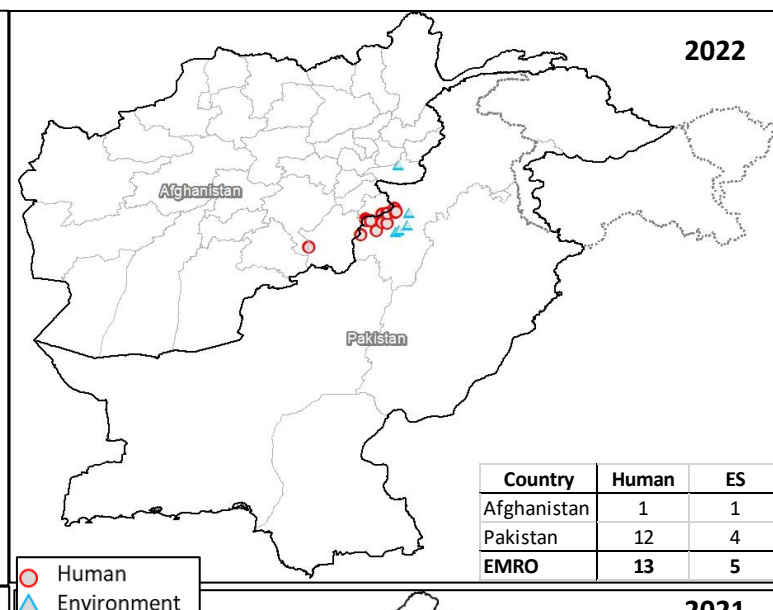 2022
Afghanistan
Pakistan
Country Human ES
Afghanistan 1 1
Pakistan 12 4
EMRO 13 5
Human
Environment
2021